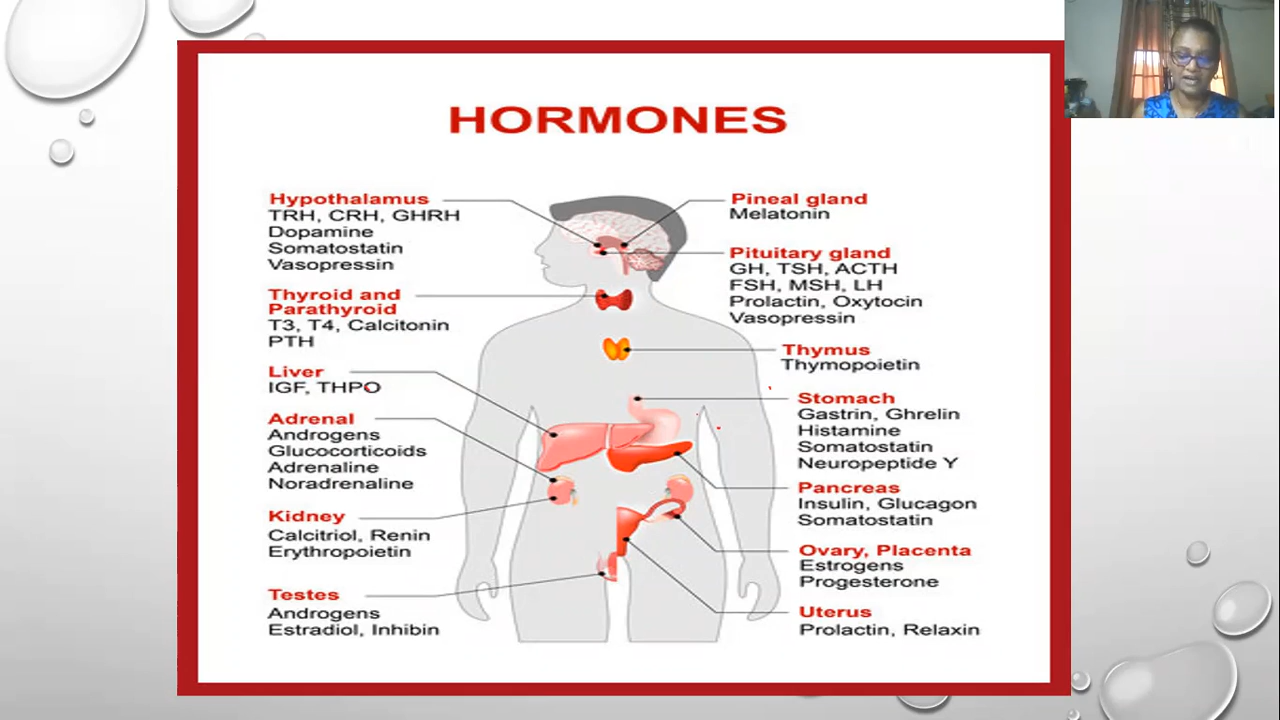 HORMONES
Hypothalamus
TRH, CRH, GHRH
Dopamine
Somatostatin
Vasopressin
Thyroid and
Parathyroid
T3, T4, Calcitonin
PTH
Liver
IGF, THPO
Adrenal
Androgens
Glucocorticoids
Adrenaline
Noradrenaline
Kidney
Calcitriol, Renin
Erythropoietin
Testes
Androgens
Estradiol, Inhibin
Pineal gland
Melatonin
Pituitary gland
GH, TSH, ACTH
FSH, MSH, LH
Prolactin, Oxytocin
Vasopressin
Thymus
Thymopoietin
Stomach
Gastrin, Ghrelin
Histamine
Somatostatin
Neuropeptide Y
Pancreas
Insulin, Glucagon
Somatostatin
Ovary, Placenta
Estrogens
Progesterone
Uterus
Prolactin, Relaxin